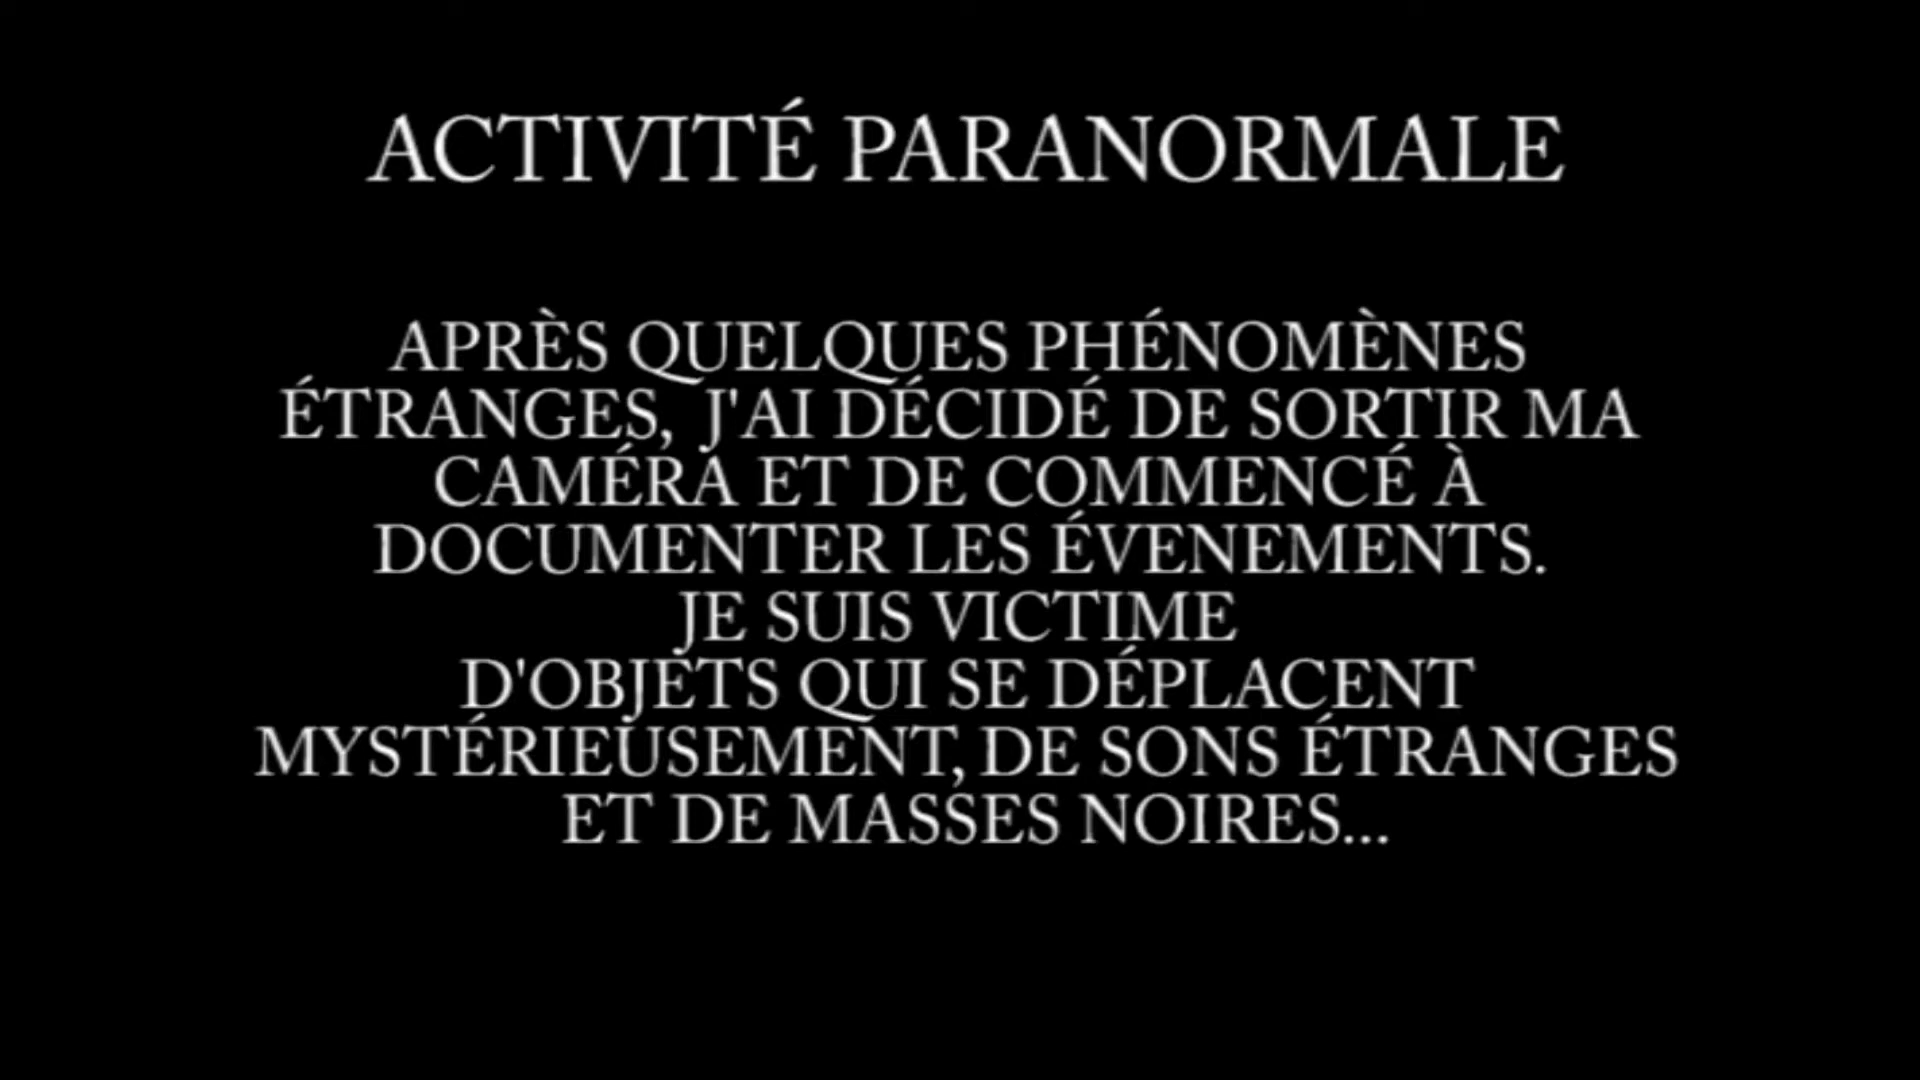 ACTIVITÉ PARANORMALE
APRÈS QUELQUES PHÉNOMÈNES
ÉTRANGES, J'AI DÉCIDÉ DE SORTIR MA
CAMÉRA ET DE COMMENCÉ À
DOCUMENTER LES ÉVENEMENTS.
JE SUIS VICTIME
D'OBJETS QUI SE DÉPLACENT
MYSTÉRIEUSEMENT, DE SONS ÉTRANGES
ET DE MASSES NOIRES...